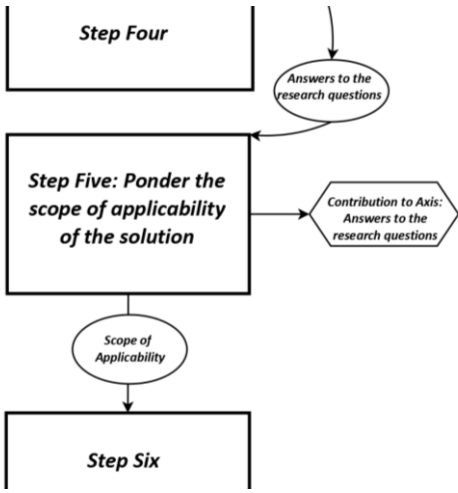 Step Four
Answers to the
research questions
Step Five: Ponder the
scope of applicability
of the solution
Contribution to Axis:
Answers to the
research questions
Scope of
Applicability
Step Six